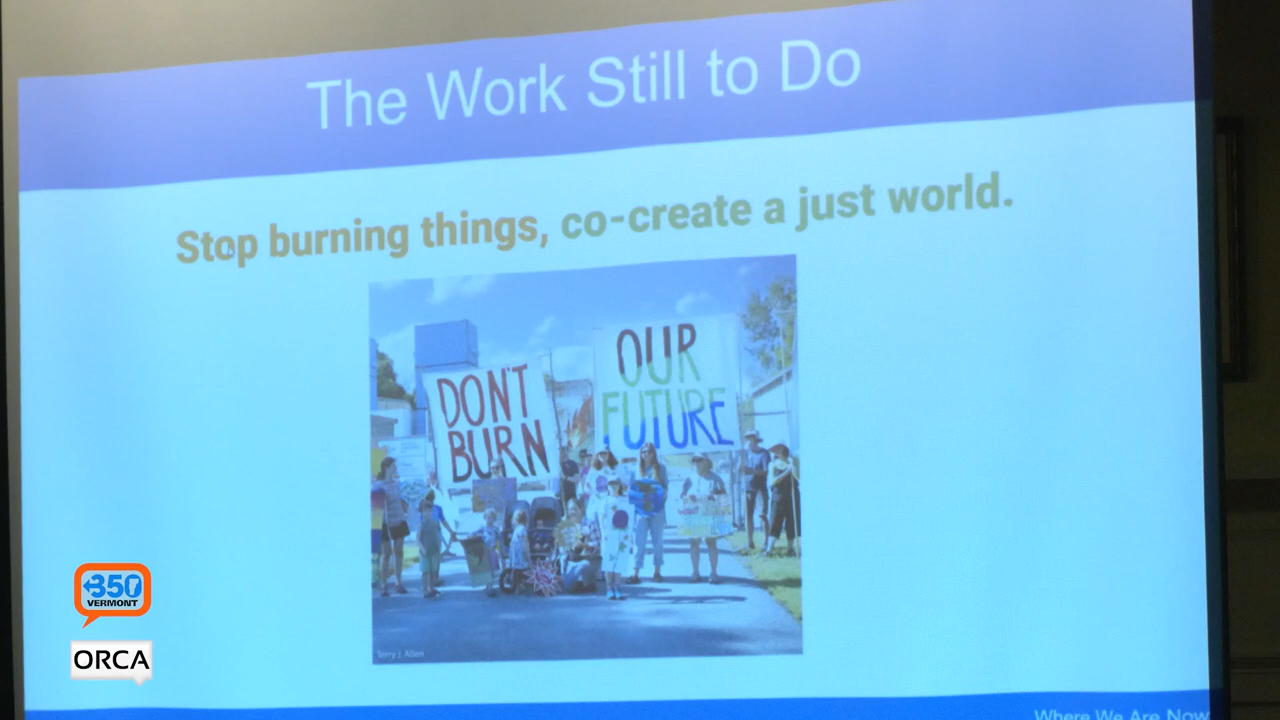 The Work Still to Do
Stop burning things, co-create a just world.
DON'T
BURN
OUR
FUTURE
Terry J. Allen
350
VERMONT
ORCA
Where We Are Now